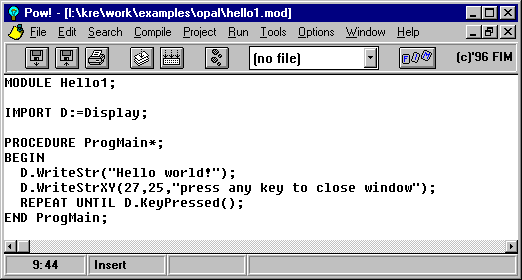 Pow! - [I:\kre\work\examples\opal\hello1.mod]
File Edit Search Compile Project Run Tools Options Window Help
(no file) (c)'96 FIM
MODULE Hello1;
IMPORT D:=Display;
PROCEDURE ProgMain*;
BEGIN
D.WriteStr("Hello world!");
D.WriteStrXY(27,25,"press any key to close window");
REPEAT UNTIL D.KeyPressed();
END ProgMain;
9:44 Insert